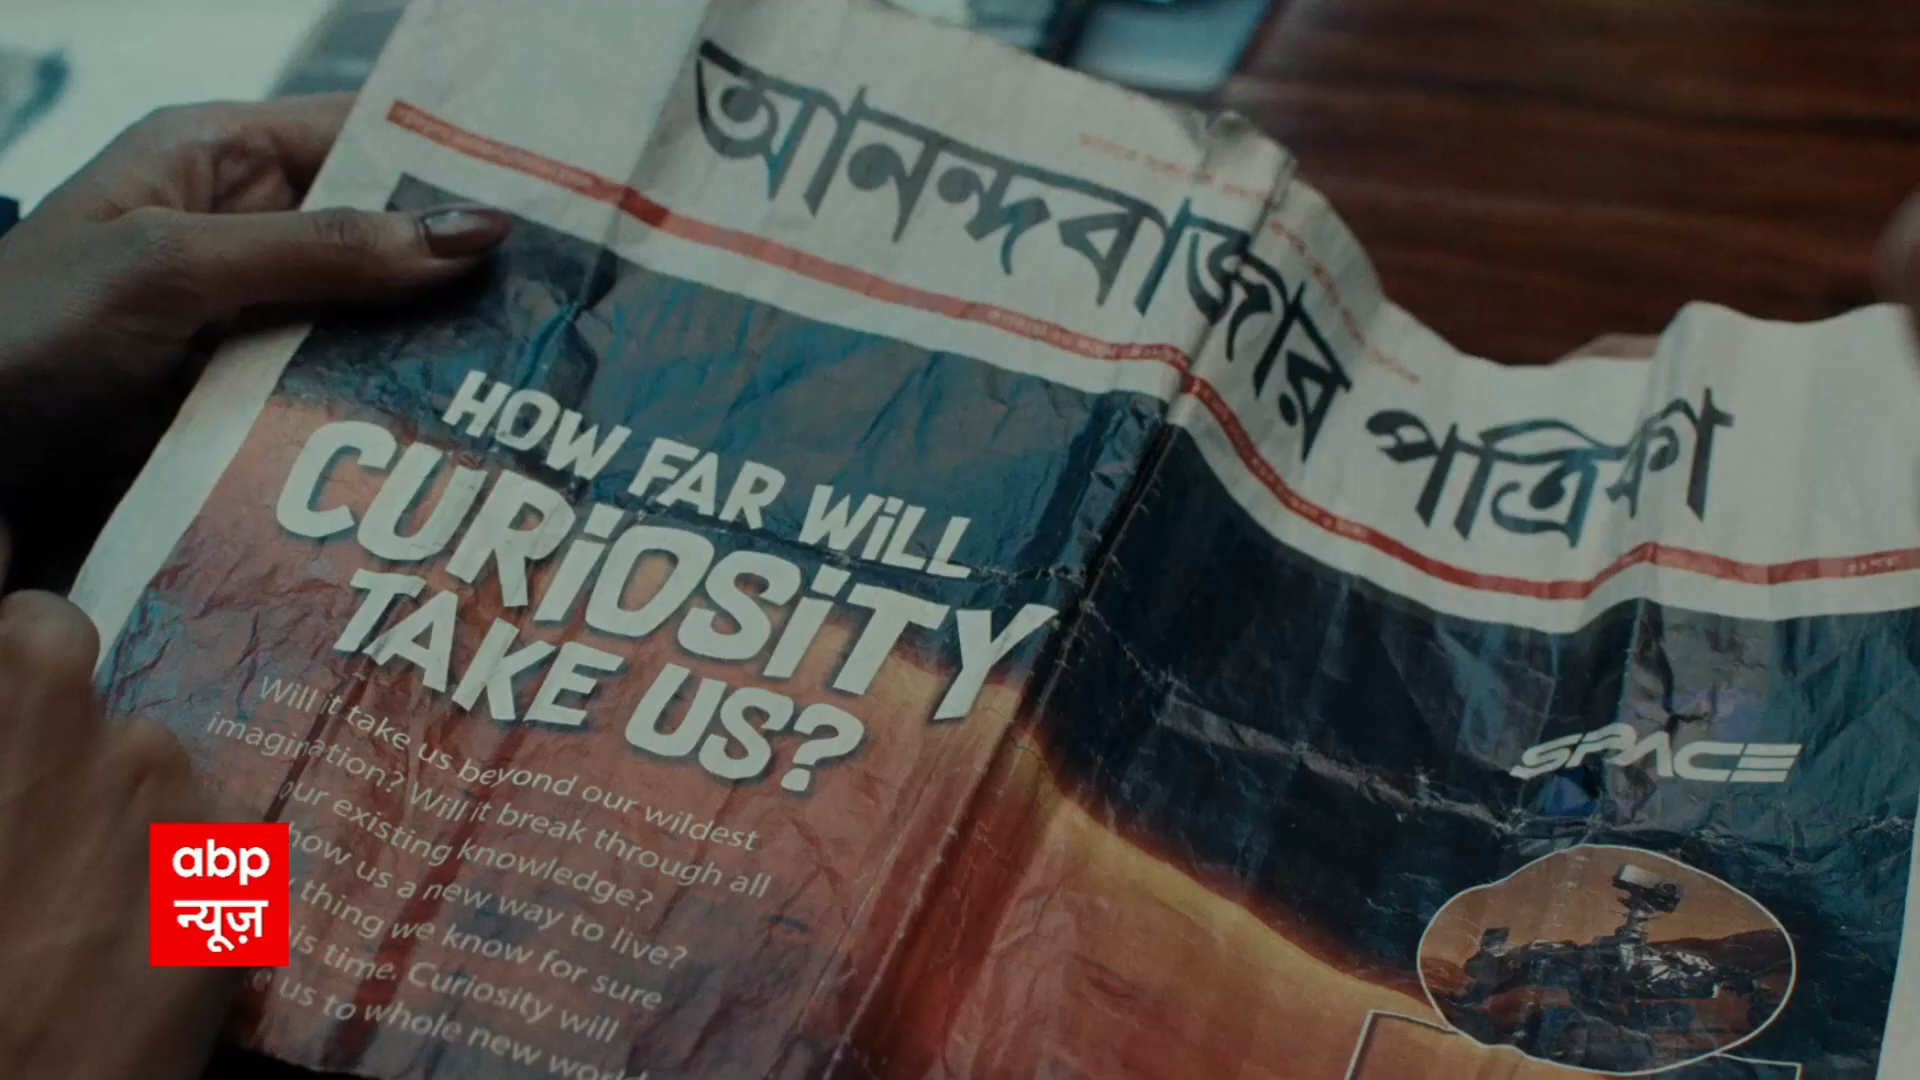 আনন্দবাজার পত্রিকা
HOW FAR WiLL
CURiOSiTY
TAKE US?
Will it take us beyond our wildest
imagination? Will it break through all
our existing knowledge?
how us a new way to live?
thing we know for sure
is time. Curiosity will
us to whole new world
SPACE
abp
न्यूज़